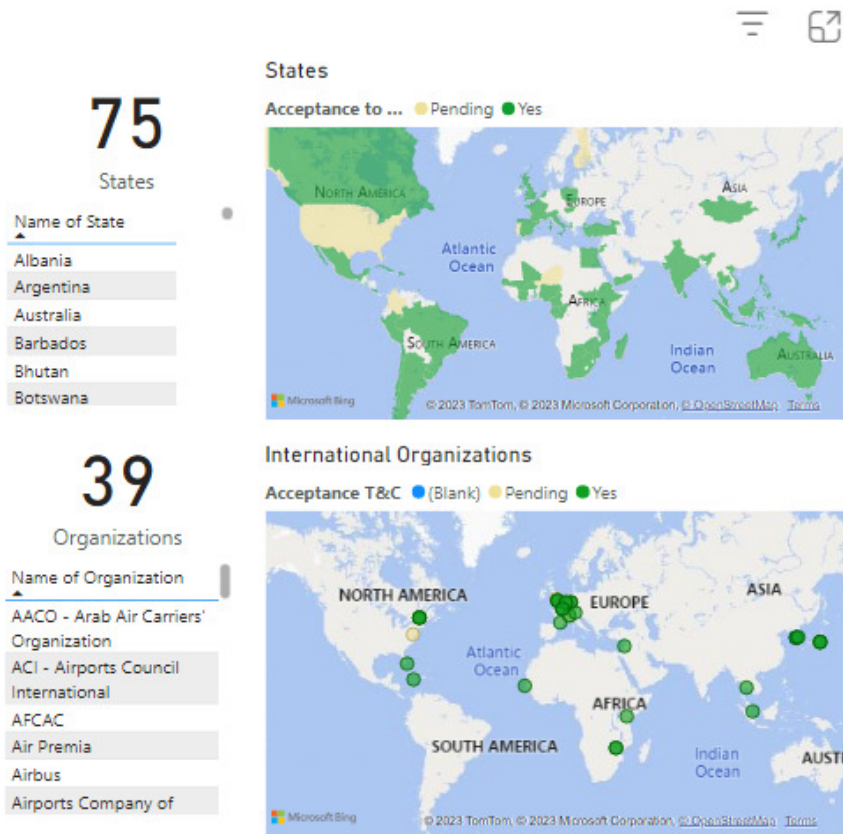 75
States
Name of State
Albania
Argentina
Australia
Barbados
Bhutan
Botswana
States
Acceptance to ... Pending Yes
NORTH AMERICA
EUROPE
ASIA
Atlantic
Ocean
AFRICA
SOUTH AMERICA
Indian
Ocean
AUSTRALIA
Microsoft Bing
© 2023 TomTom, © 2023 Microsoft Corporation, © OpenStreetMap Terms
39
Organizations
Name of Organization
AACO - Arab Air Carriers'
Organization
ACI - Airports Council
International
AFCAC
Air Premia
Airbus
Airports Company of
International Organizations
Acceptance T&C (Blank) Pending Yes
NORTH AMERICA
EUROPE
ASIA
Atlantic
Ocean
AFRICA
SOUTH AMERICA
Indian
Ocean
AUST
Microsoft Bing
© 2023 TomTom, © 2023 Microsoft Corporation, © OpenStreetMap Terms